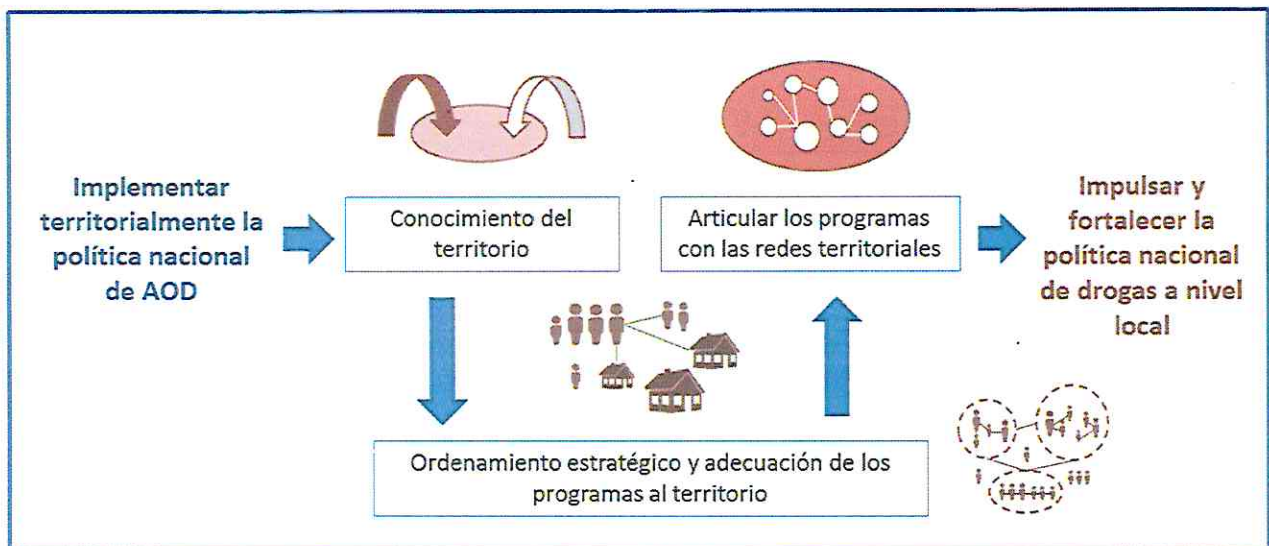 Implementar
territorialmente la
política nacional
de AOD
Conocimiento del
territorio
Articular los programas
con las redes territoriales
Impulsar y
fortalecer la
política nacional
de drogas a nivel
local
Ordenamiento estratégico y adecuación de los
programas al territorio